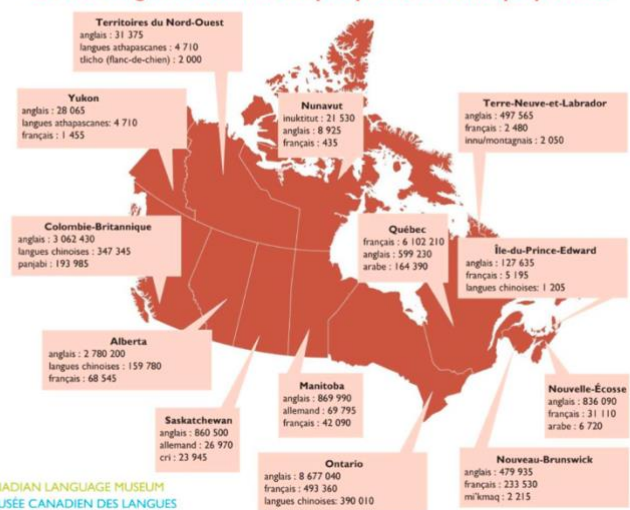 Territoires du Nord-Ouest
anglais : 31 375
langues athapascanes : 4 710
tlicho (flanc-de-chien) : 2 000
Yukon
anglais : 28 065
langues athapascanes: 4 710
français : 1 455
Nunavut
inuktitut : 21 530
anglais : 8 925
français : 435
Terre-Neuve-et-Labrador
anglais : 497 565
français : 2 480
innu/montagnais : 2 050
Colombie-Britannique
anglais : 3 062 430
langues chinoises : 347 345
panjabi : 193 985
Québec
français : 6 102 210
anglais : 599 230
arabe : 164 390
Île-du-Prince-Edward
anglais : 127 635
français : 5 195
langues chinoises: 1 205
Alberta
anglais : 2 780 200
langues chinoises : 159 780
français : 68 545
Manitoba
anglais : 869 990
allemand : 69 795
français : 42 090
Nouvelle-Écosse
anglais : 836 090
français : 31 110
arabe : 6 720
Saskatchewan
anglais : 860 500
allemand : 26 970
cri : 23 945
Ontario
anglais : 8 677 040
français : 493 360
langues chinoises: 390 010
Nouveau-Brunswick
anglais : 479 935
français : 233 530
mi'kmaq : 2 215
ADIAN LANGUAGE MUSEUM
USÉE CANADIEN DES LANGUES